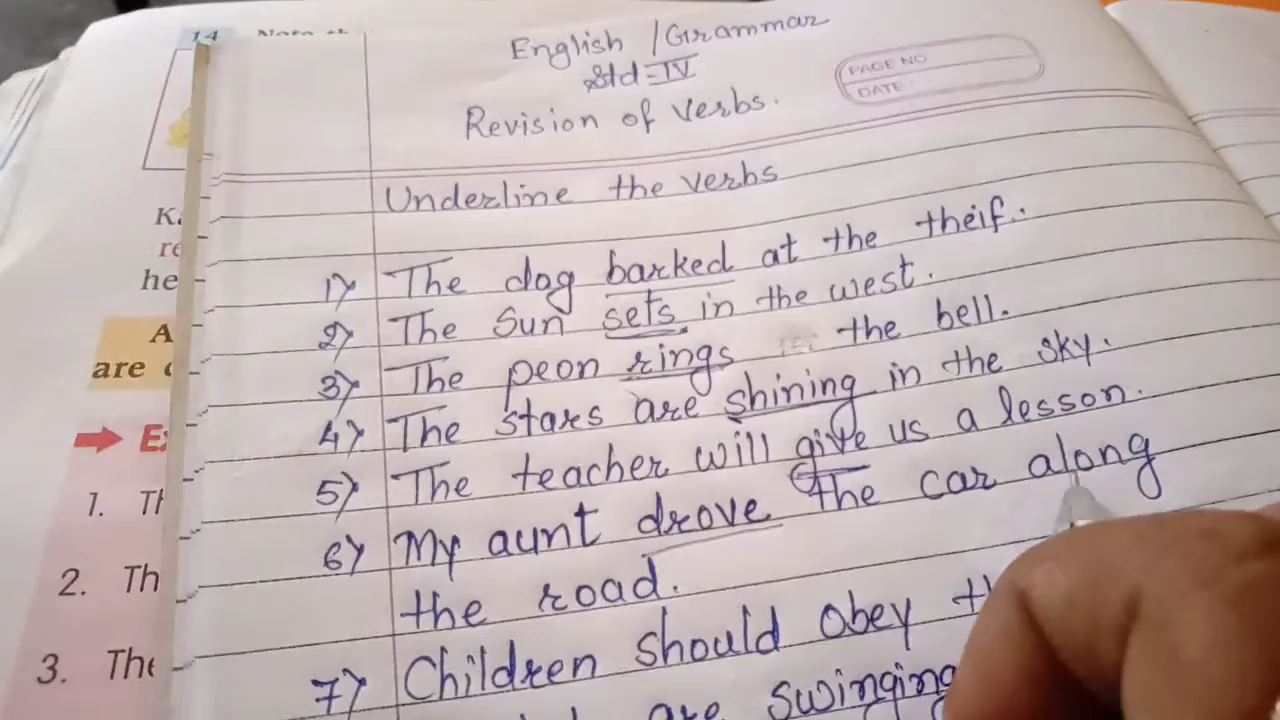 14
English / Grammar
Std = IV
PAGE NO
DATE :
Revision of Verbs.
Underline the verbs
1) The dog barked at the theif.
2) The Sun sets in the west.
3) The peon rings the bell.
4) The stars are shining in the sky.
5) The teacher will give us a lesson.
6) My aunt drove the car along
the road.
7) Children should obey
are swinging
he
A
are
1. Th
2. Th
3. The